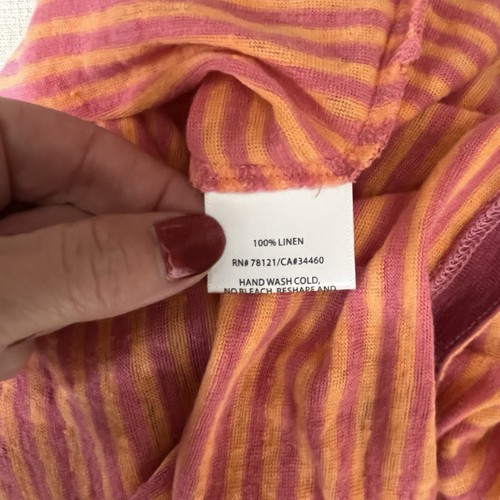 100% LINEN
RN# 78121/CA#34460
HAND WASH COLD,
NO BLEACH, RESHAPE AND